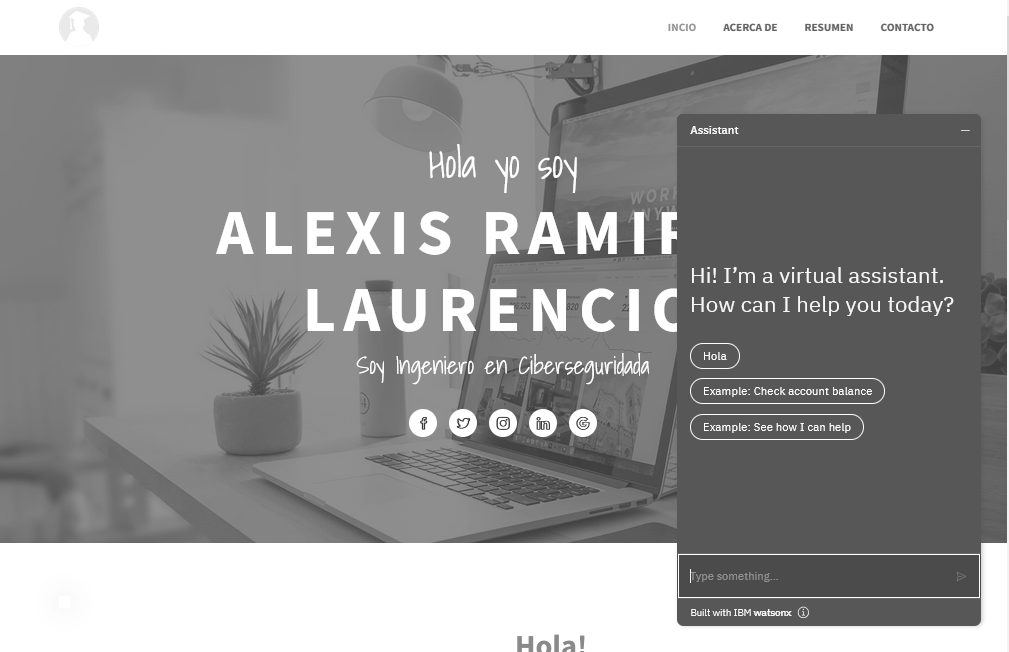 INCIO ACERCA DE RESUMEN CONTACTO
Assistant
Hola yo soy
WORK
ALEXIS RAMIR
LAURENCIO
Soy Ingeniero en Ciberseguridada
Hi! I'm a virtual assistant.
How can I help you today?
Hola
Example: Check account balance
Example: See how I can help
Type something...
Built with IBM watsonx
Hola!